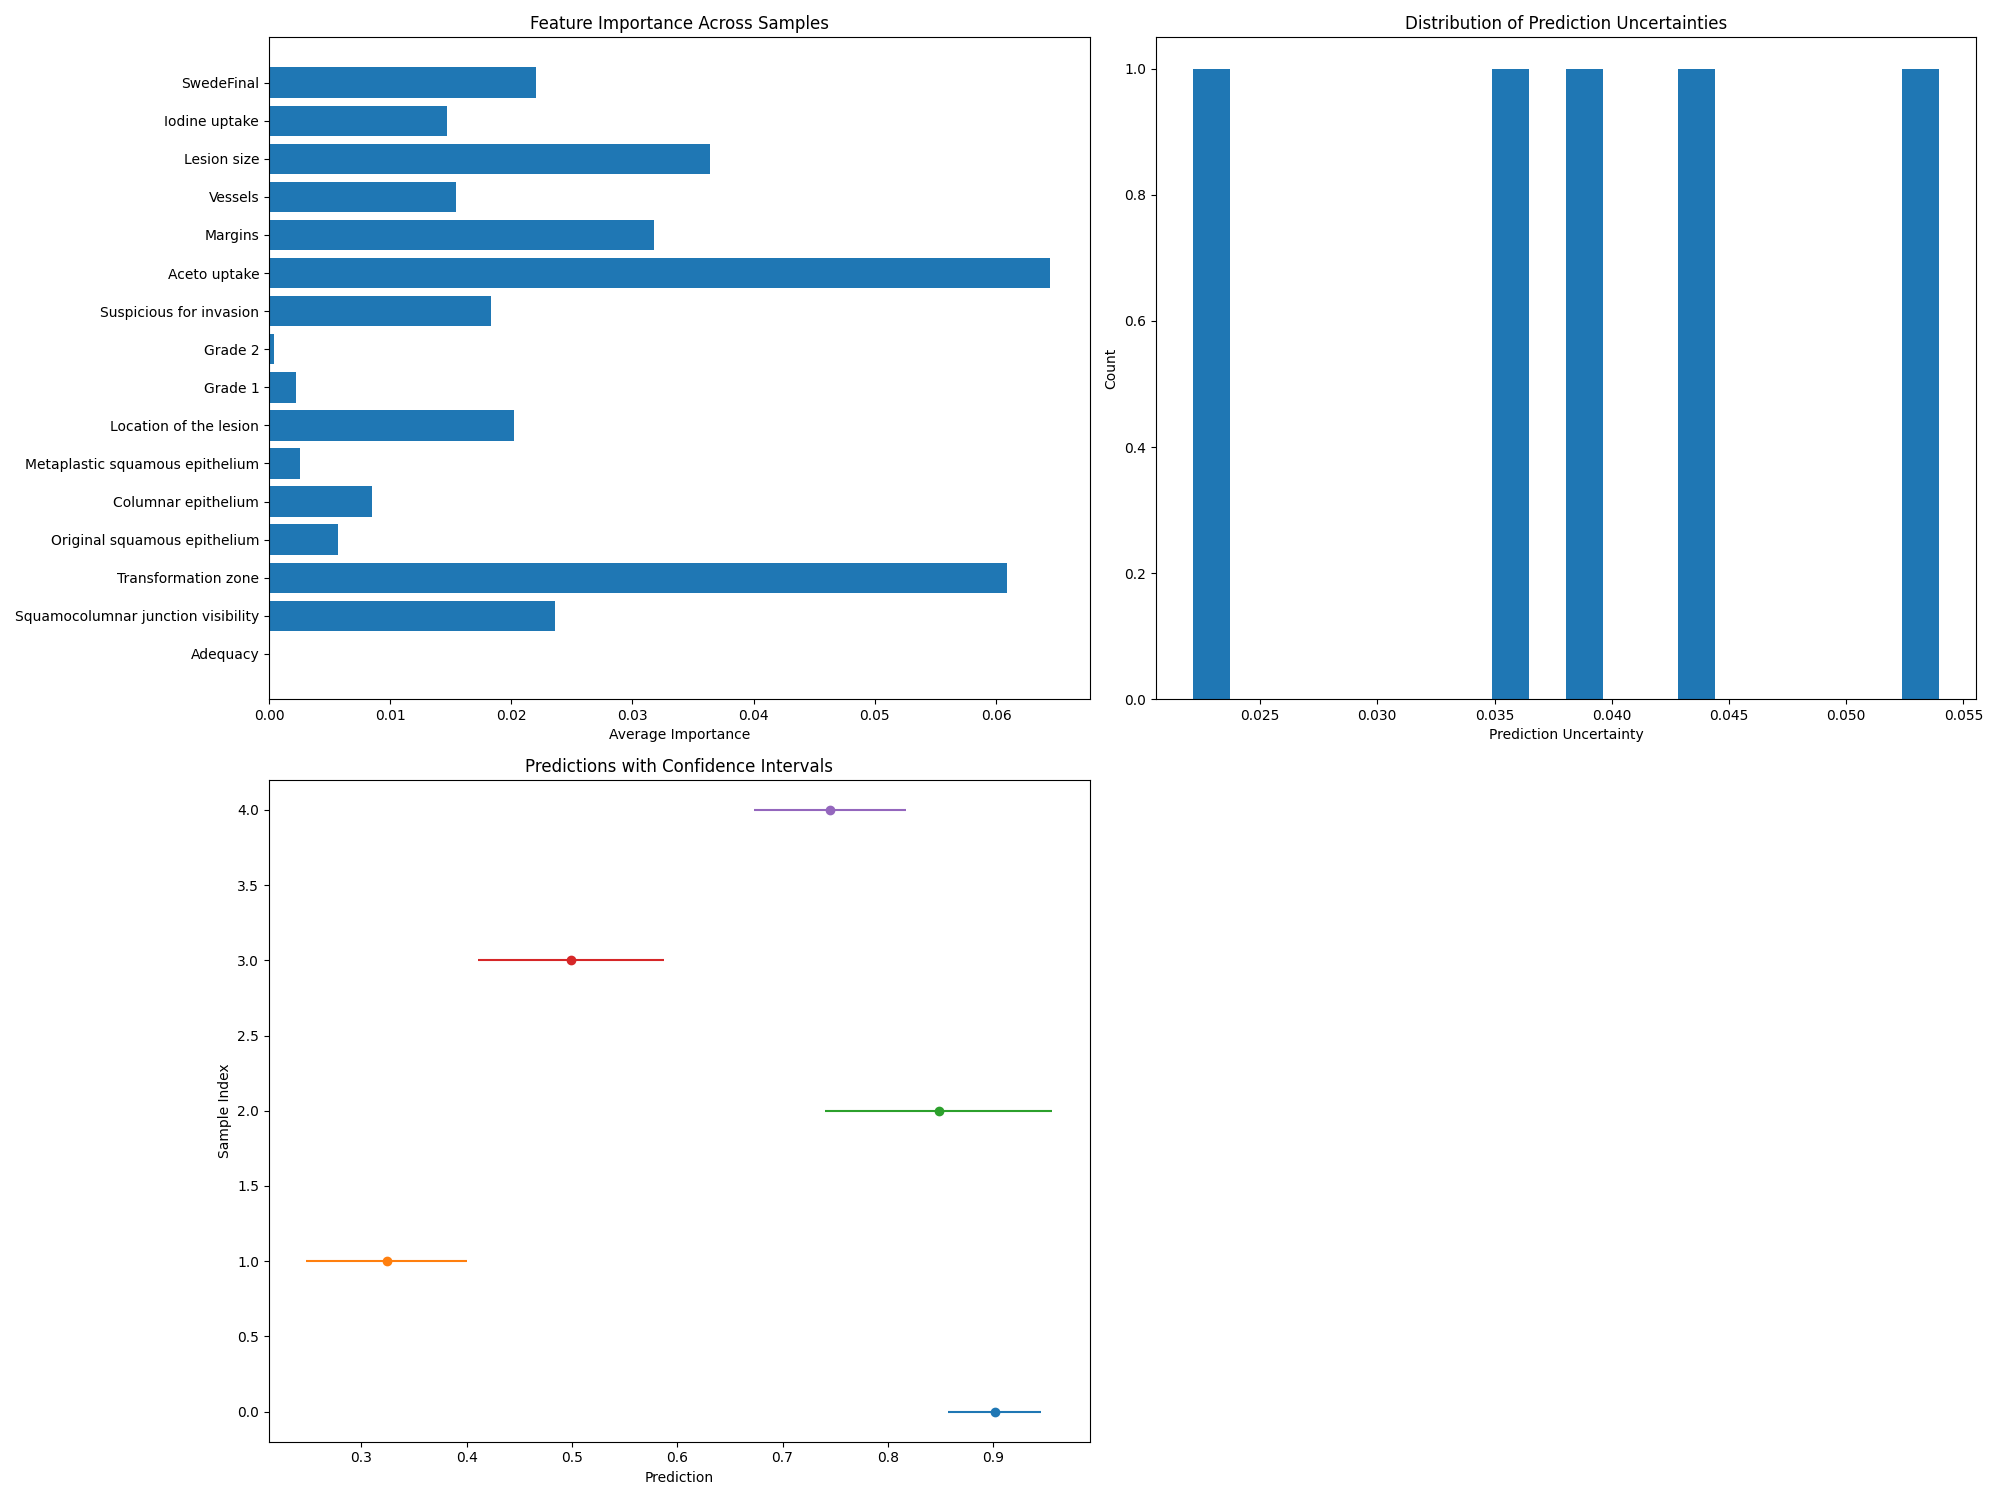 Feature Importance Across Samples
SwedeFinal
Iodine uptake
Lesion size
Vessels
Margins
Aceto uptake
Suspicious for invasion
Grade 2
Grade 1
Location of the lesion
Metaplastic squamous epithelium
Columnar epithelium
Original squamous epithelium
Transformation zone
Squamocolumnar junction visibility
Adequacy
0.00 0.01 0.02 0.03 0.04 0.05 0.06
Average Importance
Distribution of Prediction Uncertainties
1.0
0.8
0.6
0.4
0.2
0.0
Count
0.025 0.030 0.035 0.040 0.045 0.050 0.055
Prediction Uncertainty
Predictions with Confidence Intervals
4.0
3.5
3.0
2.5
2.0
1.5
1.0
0.5
0.0
Sample Index
0.3 0.4 0.5 0.6 0.7 0.8 0.9
Prediction